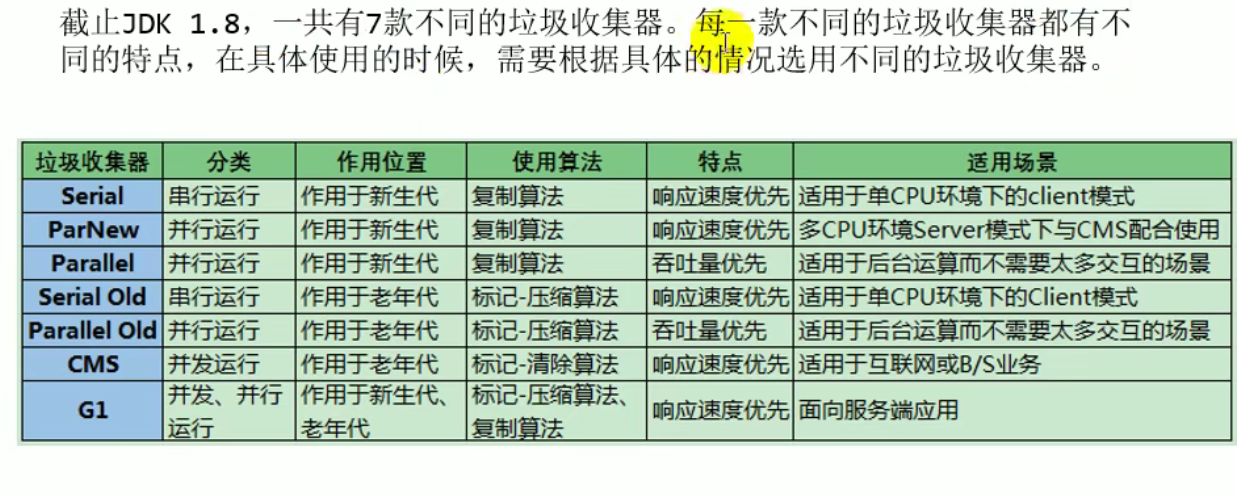 截止JDK 1.8，一共有7款不同的垃圾收集器。每一款不同的垃圾收集器都有不
同的特点，在具体使用的时候，需要根据具体的情况选用不同的垃圾收集器。
垃圾收集器 分类 作用位置 使用算法 特点 适用场景
Serial 串行运行 作用于新生代 复制算法 响应速度优先 适用于单CPU环境下的client模式
ParNew 并行运行 作用于新生代 复制算法 响应速度优先 多CPU环境Server模式下与CMS配合使用
Parallel 并行运行 作用于新生代 复制算法 吞吐量优先 适用于后台运算而不需要太多交互的场景
Serial Old 串行运行 作用于老年代 标记-压缩算法 响应速度优先 适用于单CPU环境下的Client模式
Parallel Old 并行运行 作用于老年代 标记-压缩算法 吞吐量优先 适用于后台运算而不需要太多交互的场景
CMS 并发运行 作用于老年代 标记-清除算法 响应速度优先 适用于互联网或B/S业务
G1 并发、并行 作用于新生代、 标记-压缩算法、 响应速度优先 面向服务端应用
运行 老年代 复制算法